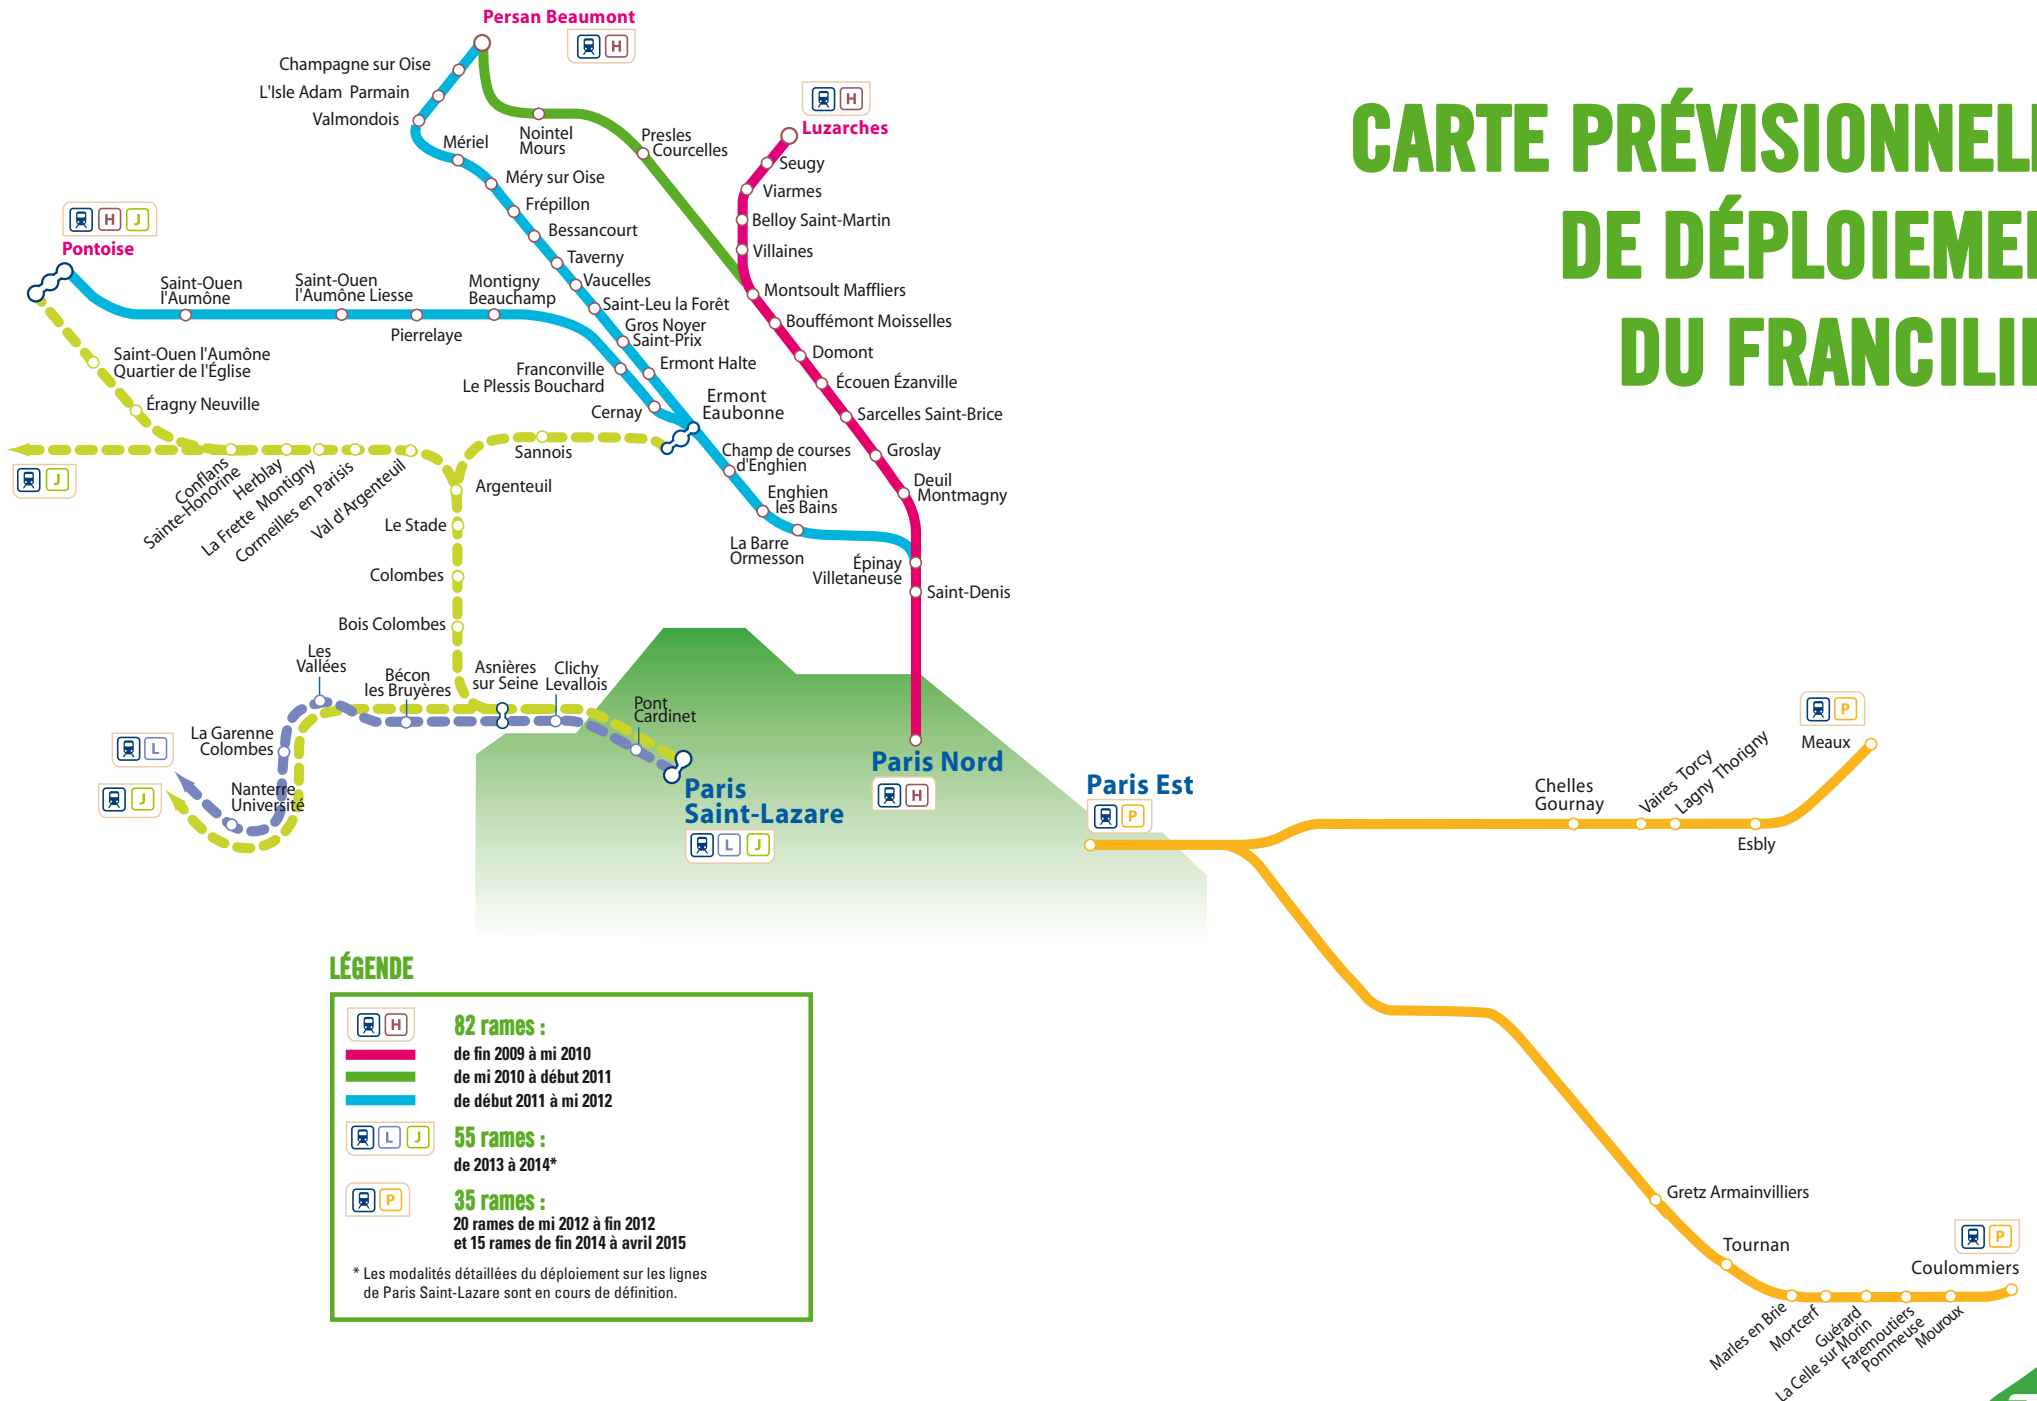 Persan Beaumont
H
Champagne sur Oise
L'Isle Adam Parmain
Valmondois
Nointel
Mours
Presles
Courcelles
H
Luzarches
Seugy
Viarmes
Belloy Saint-Martin
Villaines
Montsoult Maffliers
Bouffémont Moisselles
Domont
Écouen Ézanville
Sarcelles Saint-Brice
Groslay
Deuil
Montmagny
CARTE PRÉVISIONNEL
DE DÉPLOIEME
DU FRANCILI
Mériel
Méry sur Oise
Frépillon
Bessancourt
Taverny
Vaucelles
Saint-Leu la Forêt
Gros Noyer
Saint-Prix
Ermont Halte
Ermont
Eaubonne
Champ de courses
d'Enghien
Enghien
les Bains
La Barre
Ormesson
Épinay
Villetaneuse
Saint-Denis
H J
Pontoise
Saint-Ouen
l'Aumône
Saint-Ouen
l'Aumône Liesse
Pierrelaye
Montigny
Beauchamp
Franconville
Le Plessis Bouchard
Cernay
Saint-Ouen l'Aumône
Quartier de l'Église
Éragny Neuville
J
Conflans
Sainte-Honorine
Herblay
La Frette Montigny
Cormeilles en Parisis
Val d'Argenteuil
Sannois
Argenteuil
Le Stade
Colombes
Bois Colombes
Les
Vallées
Bécon
les Bruyères
Asnières
sur Seine
Clichy
Levallois
Pont
Cardinet
La Garenne
Colombes
Nanterre
Université
L
J
Paris
Saint-Lazare
L J
Paris Nord
H
Paris Est
P
Chelles
Gournay
Vaires Torcy
Lagny Thorigny
Esbly
Meaux
P
Gretz Armainvilliers
Tournan
Marles en Brie
Mortcerf
Guérard
La Celle sur Morin
Faremoutiers
Pommeuse
Mouroux
Coulommiers
P
LÉGENDE
H
82 rames :
de fin 2009 à mi 2010
de mi 2010 à début 2011
de début 2011 à mi 2012
L J
55 rames :
de 2013 à 2014*
P
35 rames :
20 rames de mi 2012 à fin 2012
et 15 rames de fin 2014 à avril 2015
* Les modalités détaillées du déploiement sur les lignes
de Paris Saint-Lazare sont en cours de définition.